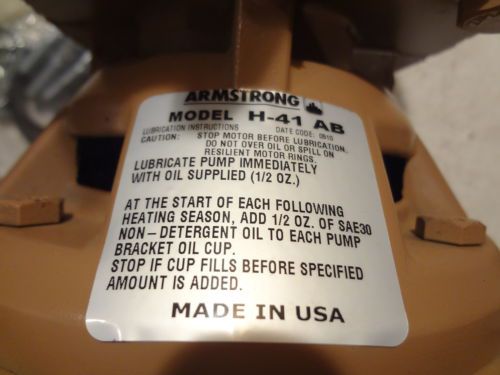 ARMSTRONG
MODEL H-41 AB
LUBRICATION INSTRUCTIONS DATE CODE: 0910
CAUTION: STOP MOTOR BEFORE LUBRICATION.
DO NOT OVER OIL OR SPILL ON
RESILIENT MOTOR RINGS.
LUBRICATE PUMP IMMEDIATELY
WITH OIL SUPPLIED (1/2 OZ.)
AT THE START OF EACH FOLLOWING
HEATING SEASON, ADD 1/2 OZ. OF SAE30
NON-DETERGENT OIL TO EACH PUMP
BRACKET OIL CUP.
STOP IF CUP FILLS BEFORE SPECIFIED
AMOUNT IS ADDED.
MADE IN USA